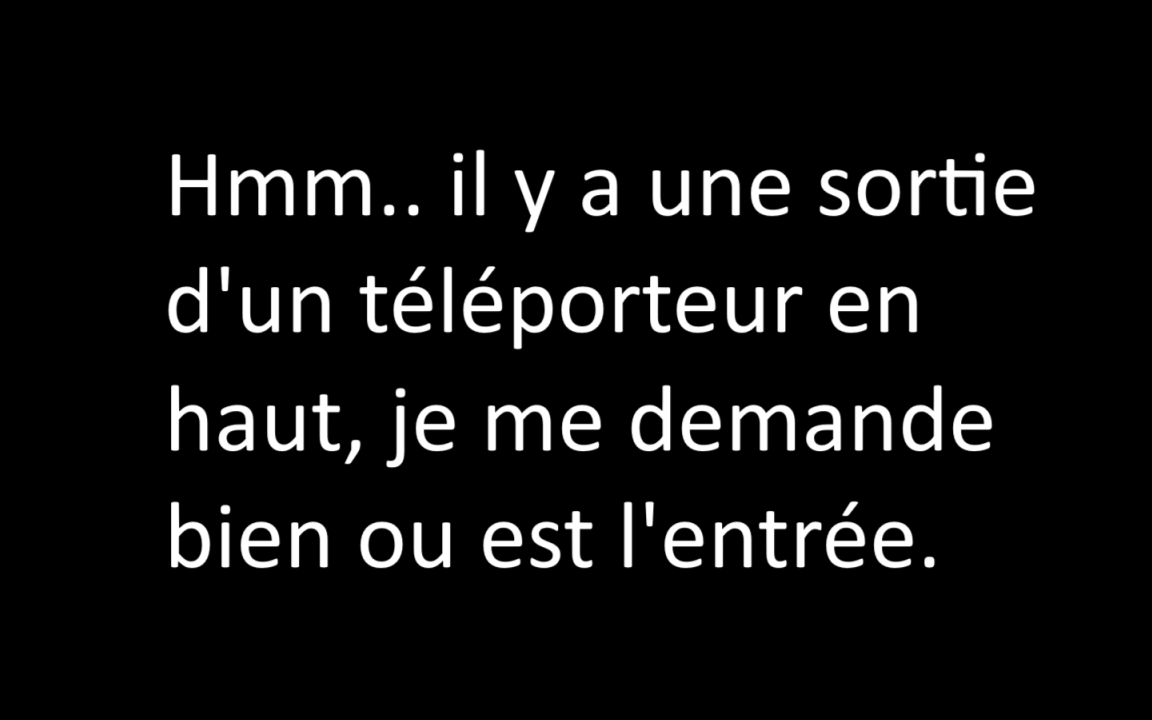 Hmm.. il y a une sortie
d'un téléporteur en
haut, je me demande
bien ou est l'entrée.